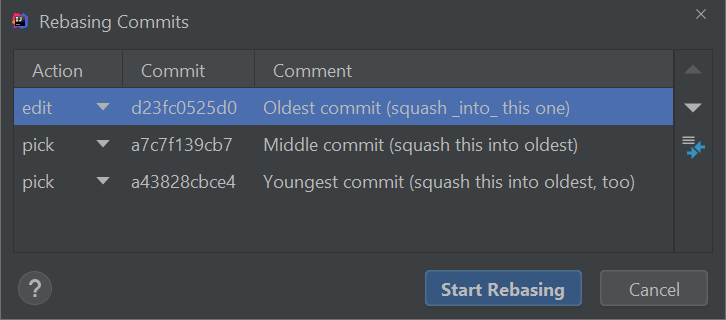 Rebasing Commits
Action Commit Comment
edit d23fc0525d0 Oldest commit (squash _into_ this one)
pick a7c7f139cb7 Middle commit (squash this into oldest)
pick a43828cbce4 Youngest commit (squash this into oldest, too)
? Start Rebasing Cancel